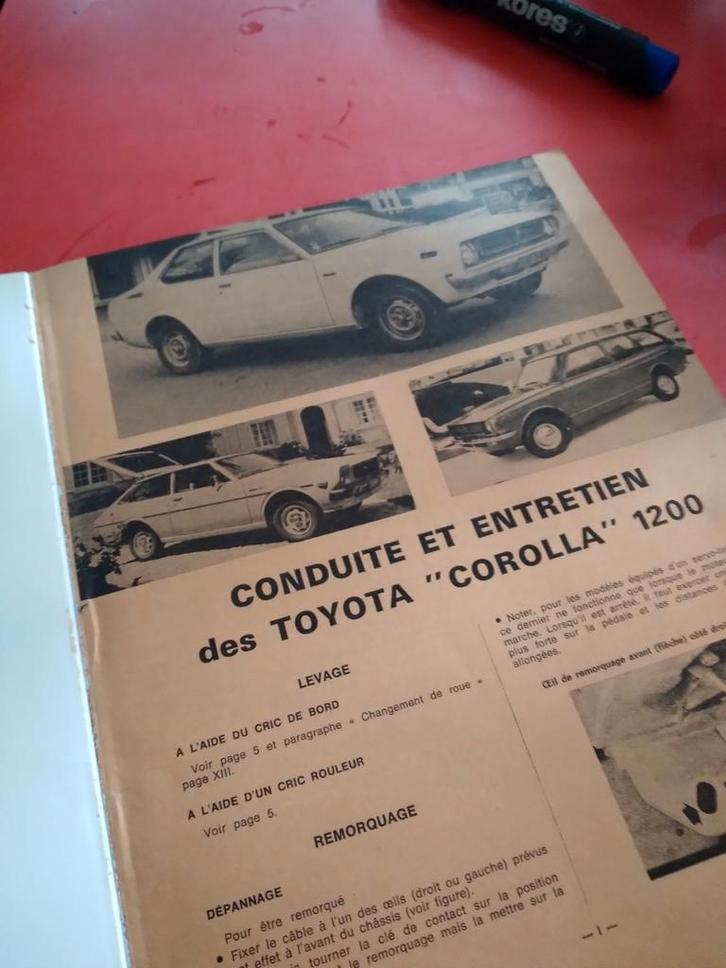 kores
CONDUITE ET ENTRETIEN
des TOYOTA "COROLLA" 1200
LEVAGE
A L'AIDE DU CRIC DE BORD
Voir page 5 et paragraphe « Changement de roue »
page XIII.
A L'AIDE D'UN CRIC ROULEUR
Voir page 5.
REMORQUAGE
DÉPANNAGE
Pour être remorqué
• Fixer le câble à l'un des œils (droit ou gauche) prévus
et effet à l'avant du châssis (voir figure).
tourner la clé de contact sur la position
le remorquage mais la mettre sur la
• Noter, pour les modèles équipés d'un
ce dernier ne fonctionne que lorsque le
marche. Lorsqu'il est arrêté, il faut exercer
plus forte sur la pédale et les distances
allongées.
Œil de remorquage avant (flèche) côté
— I —